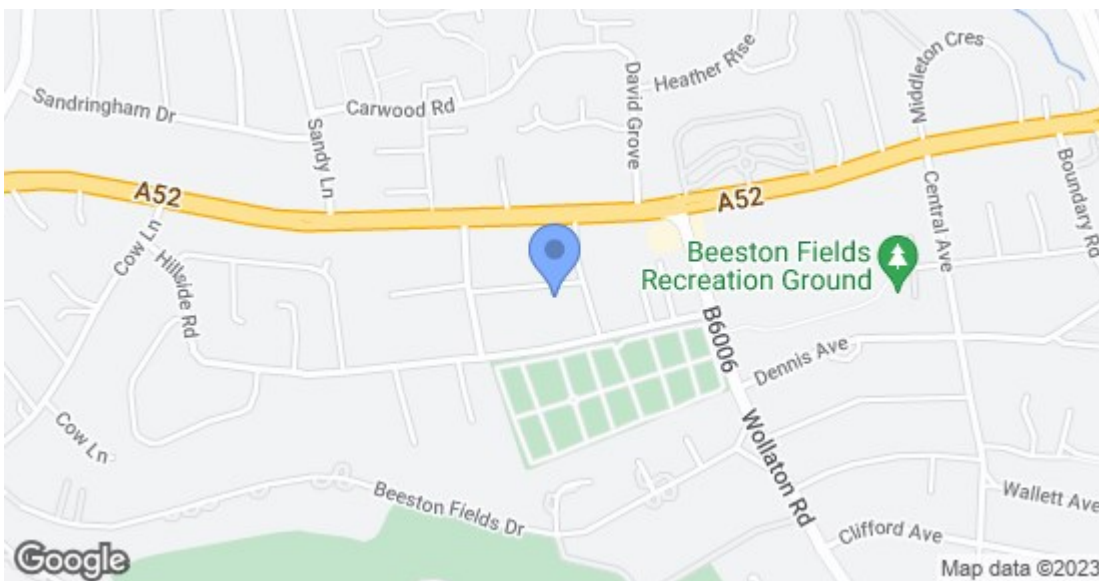 Middleton Cres
David Grove
Heather Rise
Sandringham Dr
Carwood Rd
Sandy Ln
Boundary Rd
A52
A52
Central Ave
Cow Ln
Hillside Rd
Beeston Fields
Recreation Ground
B6006
Dennis Ave
Wollaton Rd
Cow Ln
Beeston Fields Dr
Wallett Ave
Clifford Ave
Google
Map data ©2023